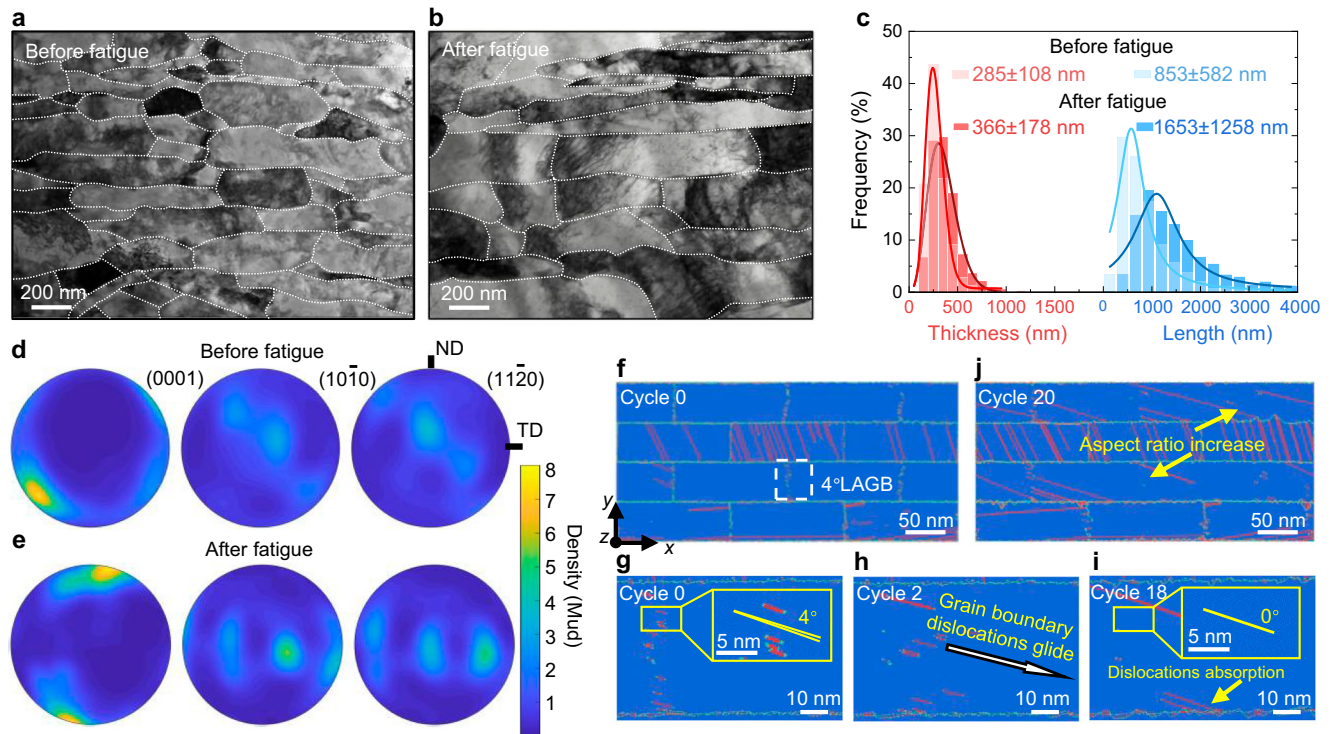 a
Before fatigue
200 nm
b
After fatigue
200 nm
c
50
40
30
20
10
0
Frequency (%)
Before fatigue
285±108 nm
853±582 nm
After fatigue
366±178 nm
1653±1258 nm
0 500 1000 1500
0 1000 2000 3000 4000
Thickness (nm)
Length (nm)
d
Before fatigue
(0001)
(101̄0)
(112̄0)
ND
TD
e
After fatigue
8
7
6
5
4
3
2
1
Density (Mud)
f
Cycle 0
4°LAGB
y
z
x
50 nm
j
Cycle 20
Aspect ratio increase
50 nm
g
Cycle 0
4°
5 nm
10 nm
h
Cycle 2
Grain boundary
dislocations glide
10 nm
i
Cycle 18
0°
5 nm
Dislocations absorption
10 nm